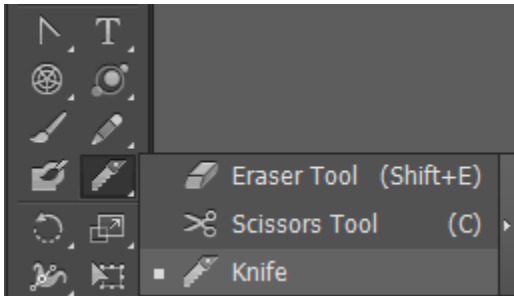 T
Eraser Tool (Shift+E)
Scissors Tool (C)
Knife